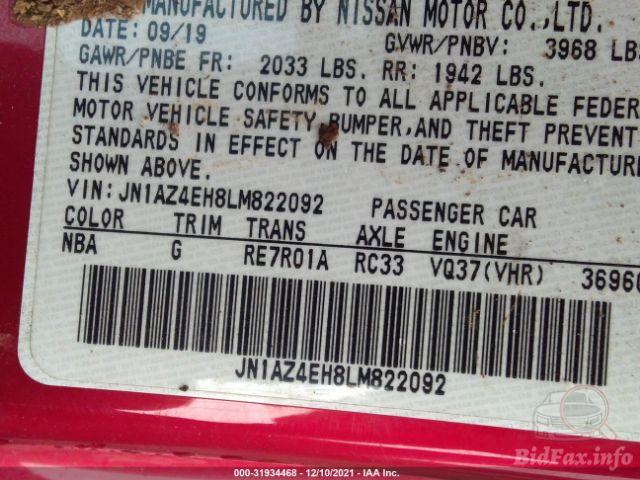 MANUFACTURED BY NISSAN MOTOR CO.,LTD.
DATE: 09/19 GVWR/PNBV: 3968 LBS
GAWR/PNBE FR: 2033 LBS. RR: 1942 LBS.
THIS VEHICLE CONFORMS TO ALL APPLICABLE FEDER
MOTOR VEHICLE SAFETY, BUMPER, AND THEFT PREVENT
STANDARDS IN EFFECT ON THE DATE OF MANUFACTURE
SHOWN ABOVE.
VIN: JN1AZ4EH8LM822092 PASSENGER CAR
COLOR TRIM TRANS AXLE ENGINE
NBA G RE7R01A RC33 VQ37(VHR) 3696
JN1AZ4EH8LM822092
BidFax.info
000-31934468 - 12/10/2021 - IAA Inc.